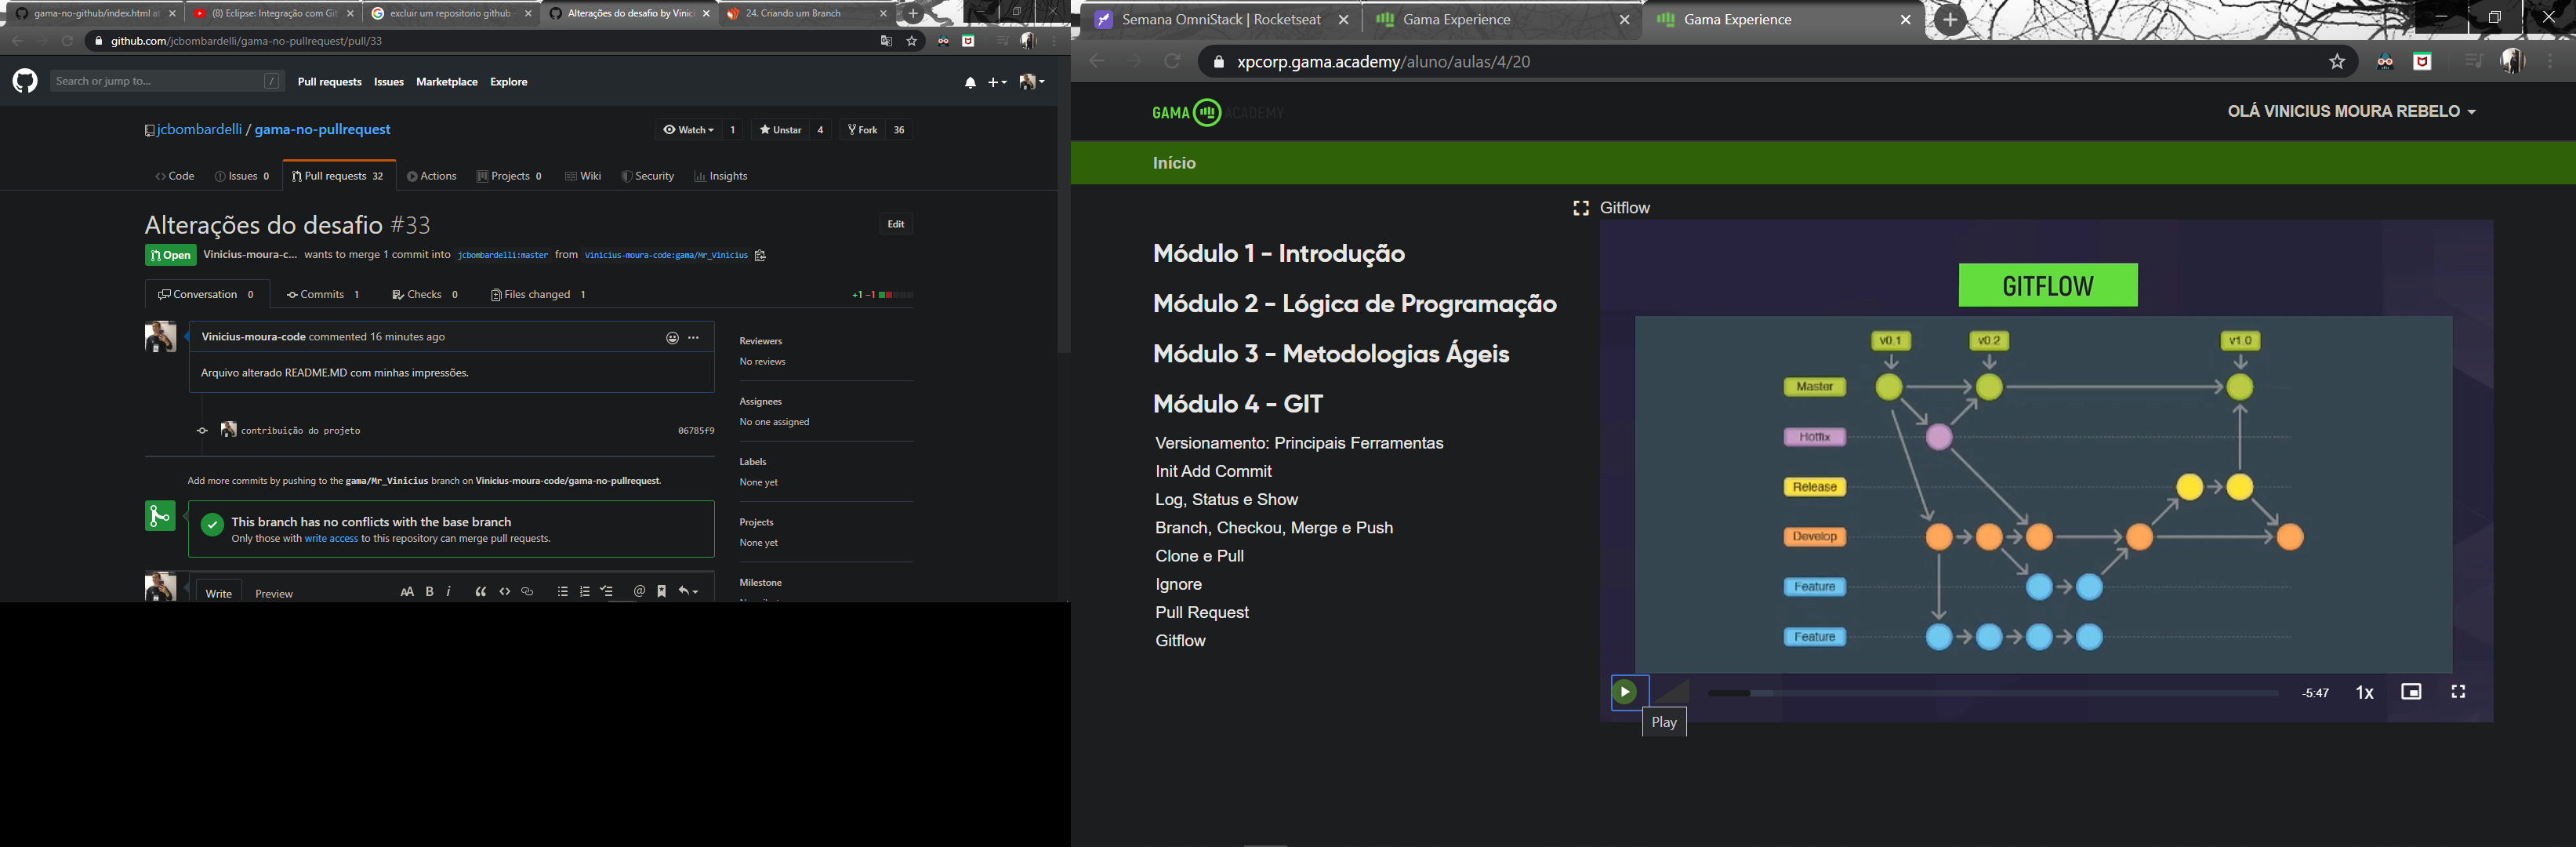 gama-no-github/index.html at
(8) Eclipse: Integração com Git
excluir um repositorio github
Alterações do desafio by Vinic
24. Criando um Branch
github.com/jcbombardelli/gama-no-pullrequest/pull/33
Search or jump to...
/
Pull requests
Issues
Marketplace
Explore
jcbombardelli / gama-no-pullrequest
Watch 1
Unstar 4
Fork 36
Code
Issues 0
Pull requests 32
Actions
Projects 0
Wiki
Security
Insights
Alterações do desafio #33
Edit
Open
Vinicius-moura-c... wants to merge 1 commit into jcbombardelli:master from Vinicius-moura-code:gama/Mr_Vinicius
Conversation 0
Commits 1
Checks 0
Files changed 1
+1 −1
Vinicius-moura-code commented 16 minutes ago
Arquivo alterado README.MD com minhas impressões.
contribuição do projeto
06785f9
Add more commits by pushing to the gama/Mr_Vinicius branch on Vinicius-moura-code/gama-no-pullrequest.
This branch has no conflicts with the base branch
Only those with write access to this repository can merge pull requests.
Write
Preview
AA B i
Reviewers
No reviews
Assignees
No one assigned
Labels
None yet
Projects
None yet
Milestone
Semana OmniStack | Rocketseat
Gama Experience
Gama Experience
xpcorp.gama.academy/aluno/aulas/4/20
GAMA ACADEMY
OLÁ VINICIUS MOURA REBELO
Início
Módulo 1 - Introdução
Módulo 2 - Lógica de Programação
Módulo 3 - Metodologias Ágeis
Módulo 4 - GIT
Versionamento: Principais Ferramentas
Init Add Commit
Log, Status e Show
Branch, Checkou, Merge e Push
Clone e Pull
Ignore
Pull Request
Gitflow
Gitflow
GITFLOW
v0.1
v0.2
v1.0
Master
Hotfix
Release
Develop
Feature
Feature
-5:47
1x
Play